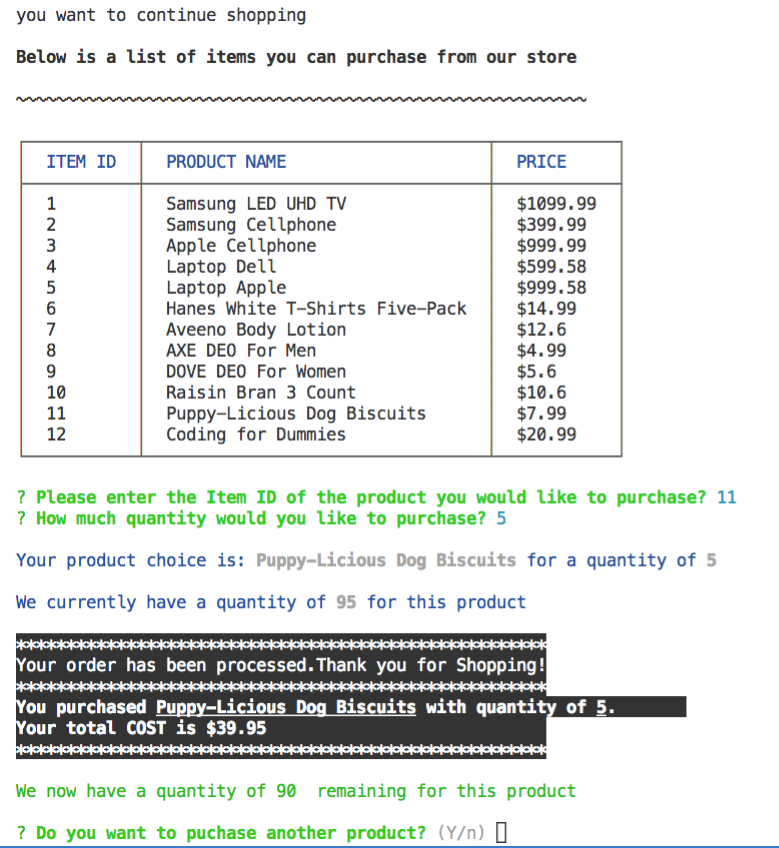 you want to continue shopping
Below is a list of items you can purchase from our store
~~~~~~~~~~~~~~~~~~~~~~~~~~~~~~~~~~~~~~~~~~~~~~~~~~~~~~~~~
ITEM ID PRODUCT NAME PRICE
1 Samsung LED UHD TV $1099.99
2 Samsung Cellphone $399.99
3 Apple Cellphone $999.99
4 Laptop Dell $599.58
5 Laptop Apple $999.58
6 Hanes White T-Shirts Five-Pack $14.99
7 Aveeno Body Lotion $12.6
8 AXE DEO For Men $4.99
9 DOVE DEO For Women $5.6
10 Raisin Bran 3 Count $10.6
11 Puppy-Licious Dog Biscuits $7.99
12 Coding for Dummies $20.99
? Please enter the Item ID of the product you would like to purchase? 11
? How much quantity would you like to purchase? 5
Your product choice is: Puppy-Licious Dog Biscuits for a quantity of 5
We currently have a quantity of 95 for this product
*****************************************************
Your order has been processed.Thank you for Shopping!
*****************************************************
You purchased Puppy-Licious Dog Biscuits with quantity of 5.
Your total COST is $39.95
*****************************************************
We now have a quantity of 90 remaining for this product
? Do you want to puchase another product? (Y/n)